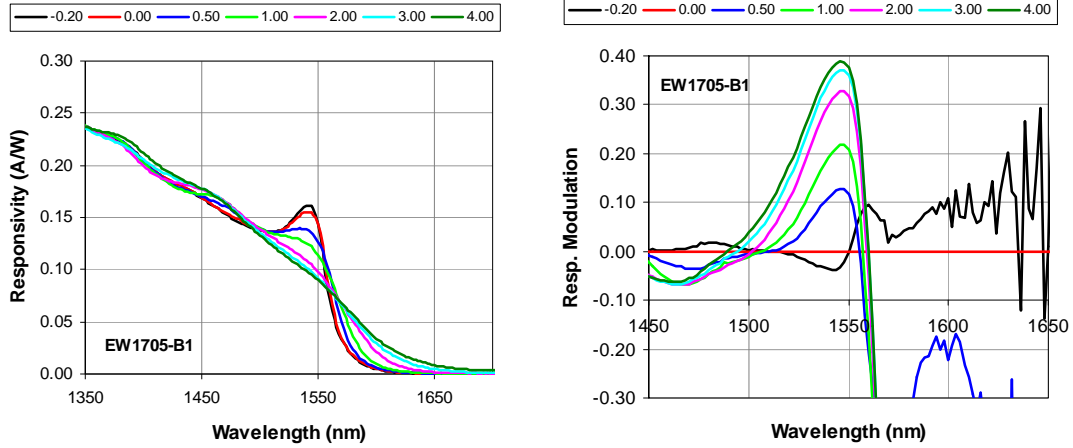 -0.20 0.00 0.50 1.00 2.00 3.00 4.00
0.30
0.25
0.20
0.15
0.10
0.05
0.00
Responsivity (A/W)
EW1705-B1
1350 1450 1550 1650
Wavelength (nm)
-0.20 0.00 0.50 1.00 2.00 3.00 4.00
0.40
0.30
0.20
0.10
0.00
-0.10
-0.20
-0.30
Resp. Modulation
EW1705-B1
1450 1500 1550 1600 1650
Wavelength (nm)